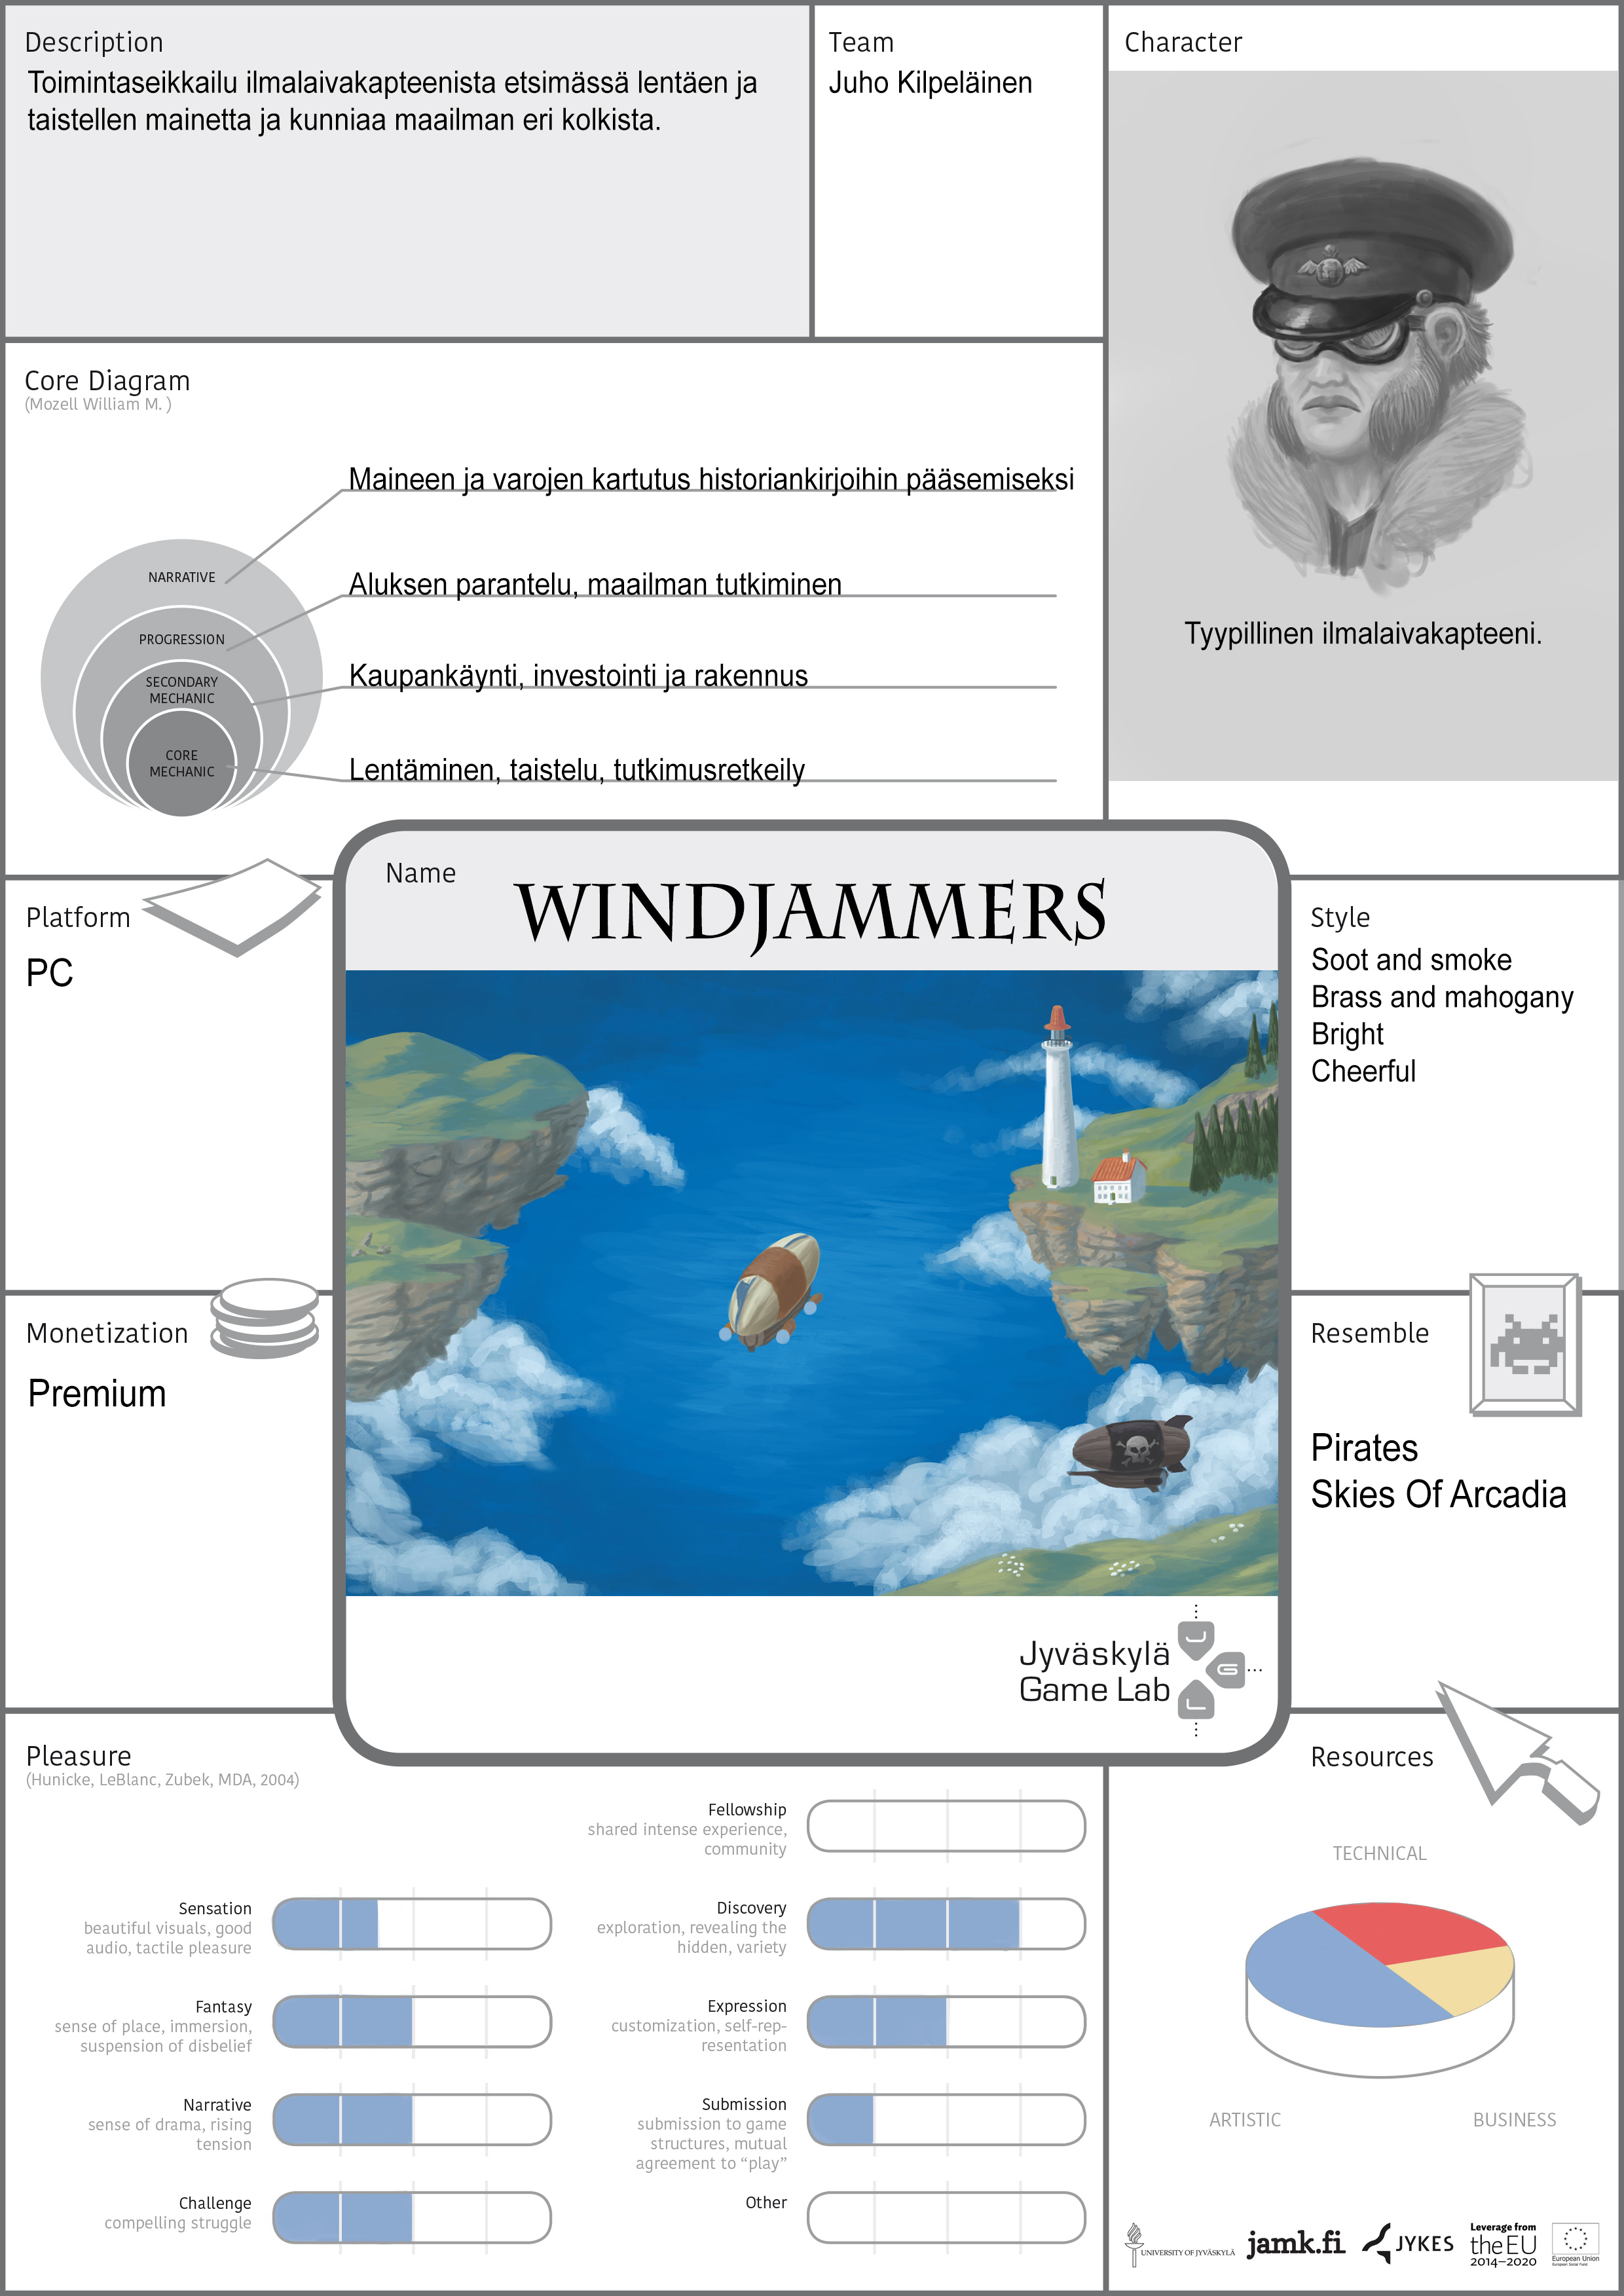 Description
Toimintaseikkailu ilmalaivakapteenista etsimässä lentäen ja
taistellen mainetta ja kunniaa maailman eri kolkista.
Team
Juho Kilpeläinen
Character
Tyypillinen ilmalaivakapteeni.
Core Diagram
(Mozell William M. )
NARRATIVE
Maineen ja varojen kartutus historiankirjoihin pääsemiseksi
PROGRESSION
Aluksen parantelu, maailman tutkiminen
SECONDARY
MECHANIC
Kaupankäynti, investointi ja rakennus
CORE
MECHANIC
Lentäminen, taistelu, tutkimusretkeily
Name
WINDJAMMERS
Platform
PC
Style
Soot and smoke
Brass and mahogany
Bright
Cheerful
Monetization
Premium
Resemble
Pirates
Skies Of Arcadia
Jyväskylä
Game Lab
J
G
L
Pleasure
(Hunicke, LeBlanc, Zubek, MDA, 2004)
Sensation
beautiful visuals, good
audio, tactile pleasure
Fantasy
sense of place, immersion,
suspension of disbelief
Narrative
sense of drama, rising
tension
Challenge
compelling struggle
Fellowship
shared intense experience,
community
Discovery
exploration, revealing the
hidden, variety
Expression
customization, self-rep-
resentation
Submission
submission to game
structures, mutual
agreement to “play”
Other
Resources
TECHNICAL
ARTISTIC
BUSINESS
UNIVERSITY OF JYVÄSKYLÄ
jamk.fi
JYKES
Leverage from
the EU
2014–2020
European Union
European Social Fund